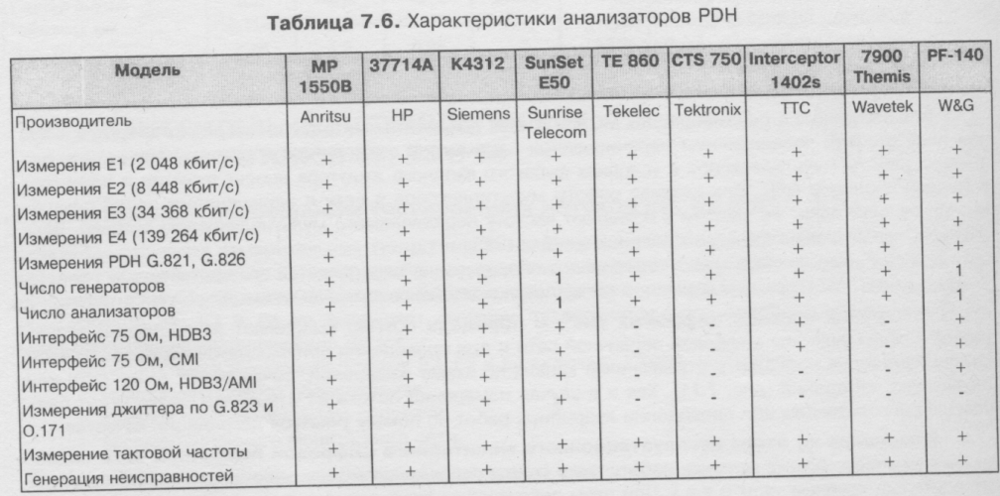 Таблица 7.6. Характеристики анализаторов PDH
Модель MP 1550B 37714A K4312 SunSet E50 TE 860 CTS 750 Interceptor 1402s 7900 Themis PF-140
Производитель Anritsu HP Siemens Sunrise Telecom Tekelec Tektronix TTC Wavetek W&G
Измерения E1 (2 048 кбит/с) + + + + + + + + +
Измерения E2 (8 448 кбит/с) + + + + + + + + +
Измерения E3 (34 368 кбит/с) + + + + + + + + +
Измерения E4 (139 264 кбит/с) + + + + + + + + +
Измерения PDH G.821, G.826 + + + + + + + + +
Число генераторов + + + + + + + + 1
Число анализаторов + + + + + + + + 1
Интерфейс 75 Ом, HDB3 + + + + - + + - +
Интерфейс 75 Ом, CMI + + + + - + + - +
Интерфейс 120 Ом, HDB3/AMI + + + + - + + - +
Измерения джиттера по G.823 и + + + + - + - - -
O.171
Измерение тактовой частоты + + + + + + + + +
Генерация неисправностей + + + + + + + + +